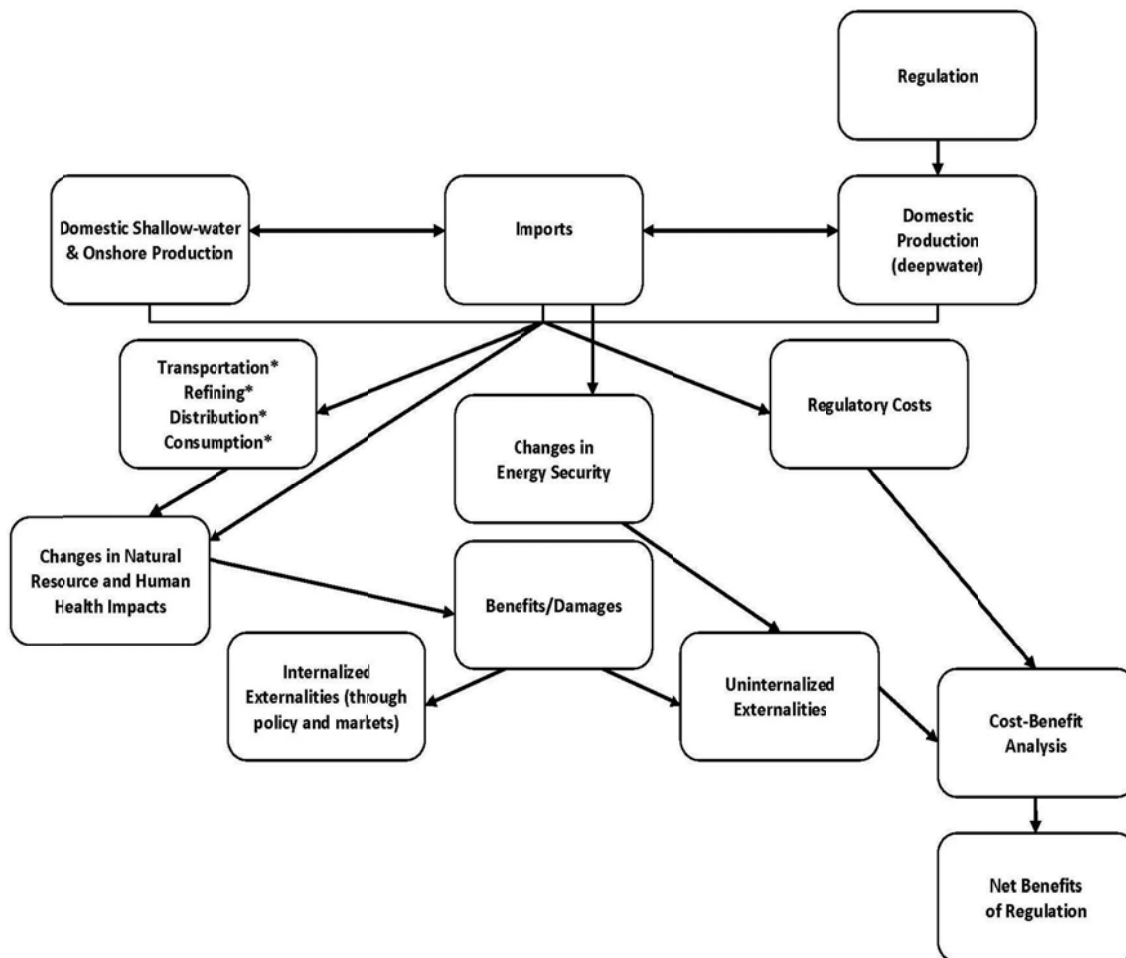 Regulation
Domestic Shallow-water
& Onshore Production
Imports
Domestic
Production
(deepwater)
Transportation*
Refining*
Distribution*
Consumption*
Changes in
Energy Security
Regulatory Costs
Changes in Natural
Resource and Human
Health Impacts
Benefits/Damages
Internalized
Externalities (through
policy and markets)
Uninternalized
Externalities
Cost-Benefit
Analysis
Net Benefits
of Regulation